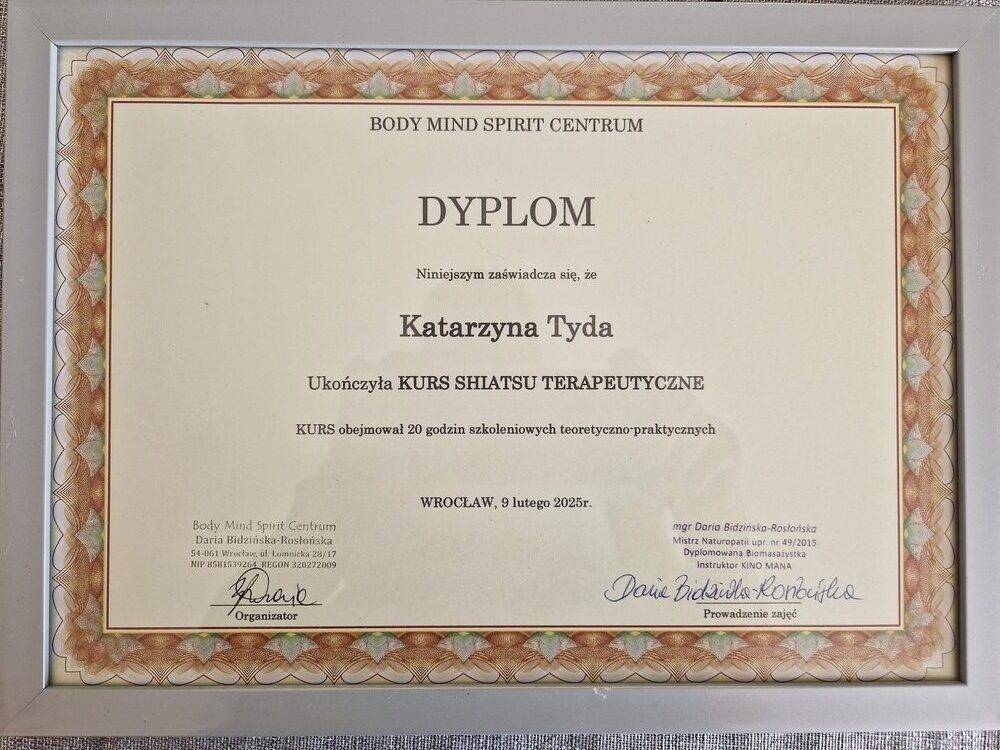 BODY MIND SPIRIT CENTRUM
DYPLOM
Niniejszym zaświadcza się, że
Katarzyna Tyda
Ukończyła KURS SHIATSU TERAPEUTYCZNE
KURS obejmował 20 godzin szkoleniowych teoretyczno-praktycznych
WROCŁAW, 9 lutego 2025r.
Body Mind Spirit Centrum
Daria Bidzińska-Rosłońska
54-061 Wrocław, ul. Łomnicka 28/17
NIP 8581539264 REGON 320272009
Organizator
mgr Daria Bidzińska-Rosłońska
Mistrz Naturopatii upr. nr 49/2015
Dyplomowana Biomasażystka
Instruktor KINO MANA
Daria Bidzińska-Rosłońska
Prowadzenie zajęć